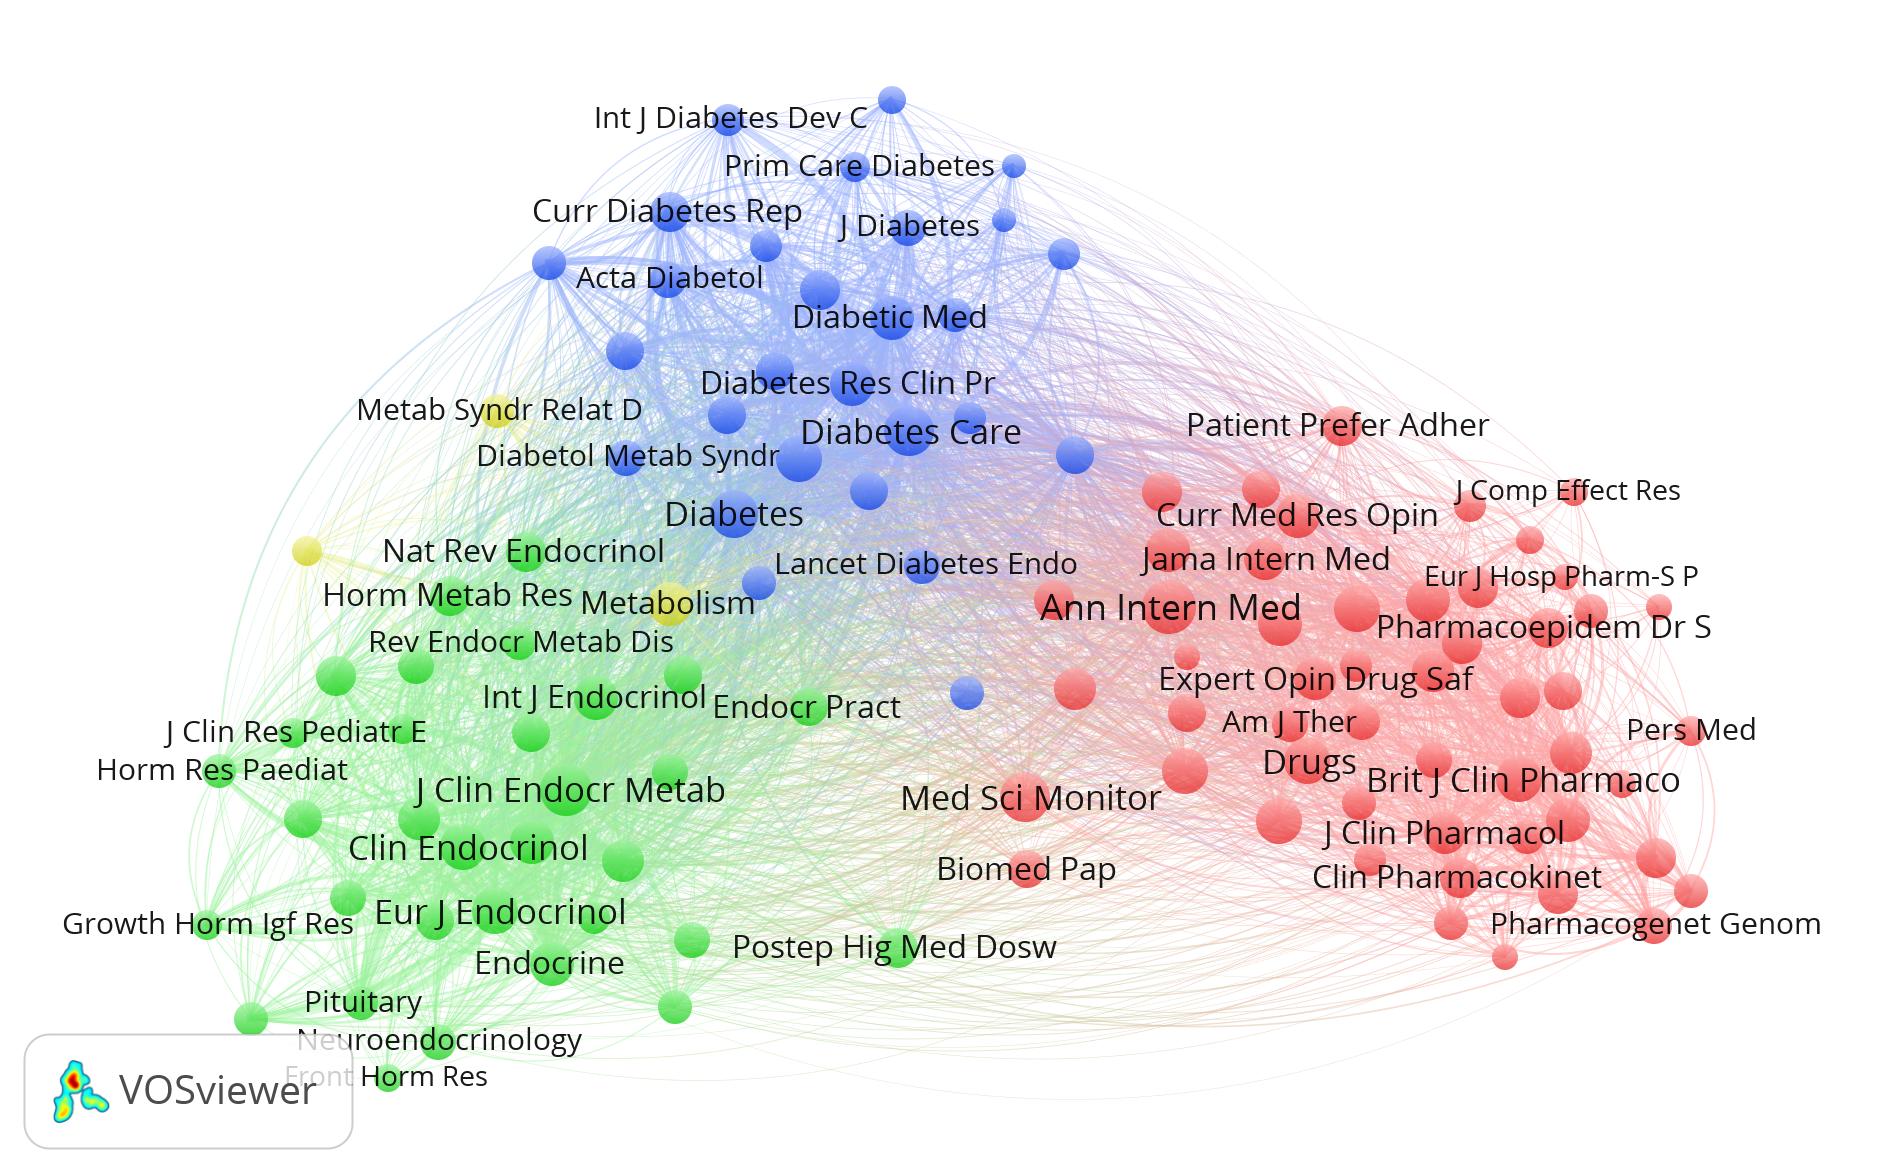 Int J Diabetes Dev C
Prim Care Diabetes
Curr Diabetes Rep
J Diabetes
Acta Diabetol
Diabetic Med
Diabetes Res Clin Pr
Metab Syndr Relat D
Patient Prefer Adher
Diabetes Care
Diabetol Metab Syndr
J Comp Effect Res
Diabetes
Curr Med Res Opin
Nat Rev Endocrinol
Lancet Diabetes Endo
Jama Intern Med
Eur J Hosp Pharm-S P
Horm Metab Res
Metabolism
Ann Intern Med
Pharmacoepidem Dr S
Rev Endocr Metab Dis
Expert Opin Drug Saf
Int J Endocrinol
Endocr Pract
Am J Ther
Pers Med
J Clin Res Pediatr E
Horm Res Paediat
Drugs
Brit J Clin Pharmaco
J Clin Endocr Metab
Med Sci Monitor
J Clin Pharmacol
Clin Endocrinol
Biomed Pap
Clin Pharmacokinet
Growth Horm Igf Res
Eur J Endocrinol
Pharmacogenet Genom
Postep Hig Med Dosw
Endocrine
Pituitary
Neuroendocrinology
Front Horm Res
VOSviewer